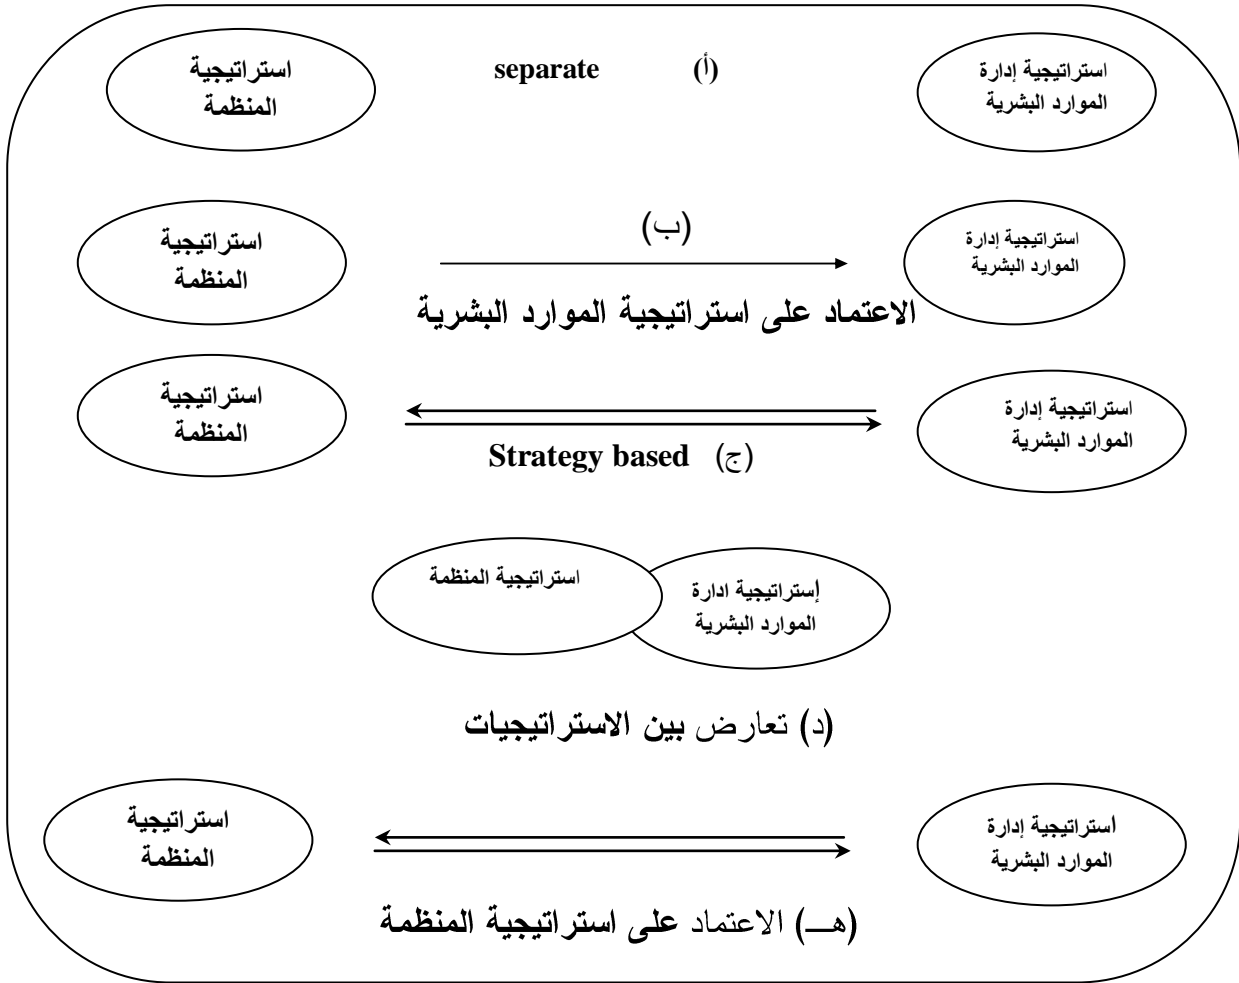 استراتيجية إدارة
الموارد البشرية
(أ) separate
استراتيجية
المنظمة
استراتيجية إدارة
الموارد البشرية
(ب)
الاعتماد على استراتيجية الموارد البشرية
استراتيجية
المنظمة
استراتيجية إدارة
الموارد البشرية
(ج) Strategy based
استراتيجية
المنظمة
إستراتيجية ادارة
الموارد البشرية
استراتيجية المنظمة
(د) تعارض بين الاستراتيجيات
أستراتيجية إدارة
الموارد البشرية
استراتيجية
المنظمة
(هــ) الاعتماد على استراتيجية المنظمة